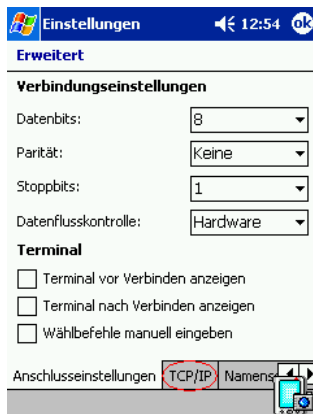 Einstellungen 12:54 ok
Erweitert
Verbindungseinstellungen
Datenbits: 8
Parität: Keine
Stoppbits: 1
Datenflusskontrolle: Hardware
Terminal
Terminal vor Verbinden anzeigen
Terminal nach Verbinden anzeigen
Wählbefehle manuell eingeben
Anschlusseinstellungen TCP/IP